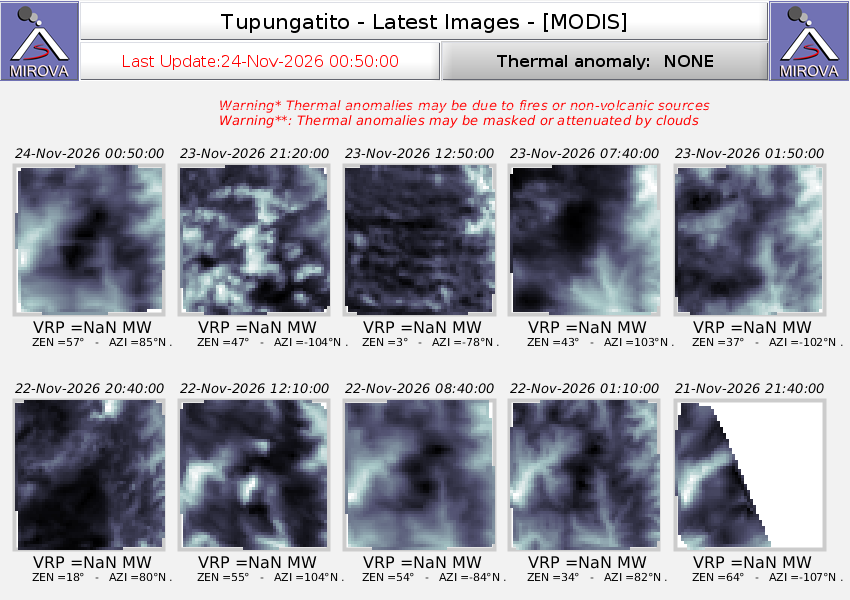 MIROVA
Tupungatito - Latest Images - [MODIS]
MIROVA
Last Update:24-Nov-2026 00:50:00
Thermal anomaly: NONE
Warning* Thermal anomalies may be due to fires or non-volcanic sources
Warning**: Thermal anomalies may be masked or attenuated by clouds
24-Nov-2026 00:50:00
23-Nov-2026 21:20:00
23-Nov-2026 12:50:00
23-Nov-2026 07:40:00
23-Nov-2026 01:50:00
VRP =NaN MW
VRP =NaN MW
VRP =NaN MW
VRP =NaN MW
VRP =NaN MW
ZEN =57° - AZI =85°N .
ZEN =47° - AZI =-104°N .
ZEN =3° - AZI =-78°N .
ZEN =43° - AZI =103°N .
ZEN =37° - AZI =-102°N .
22-Nov-2026 20:40:00
22-Nov-2026 12:10:00
22-Nov-2026 08:40:00
22-Nov-2026 01:10:00
21-Nov-2026 21:40:00
VRP =NaN MW
VRP =NaN MW
VRP =NaN MW
VRP =NaN MW
VRP =NaN MW
ZEN =18° - AZI =80°N .
ZEN =55° - AZI =104°N .
ZEN =54° - AZI =-84°N .
ZEN =34° - AZI =82°N .
ZEN =64° - AZI =-107°N .